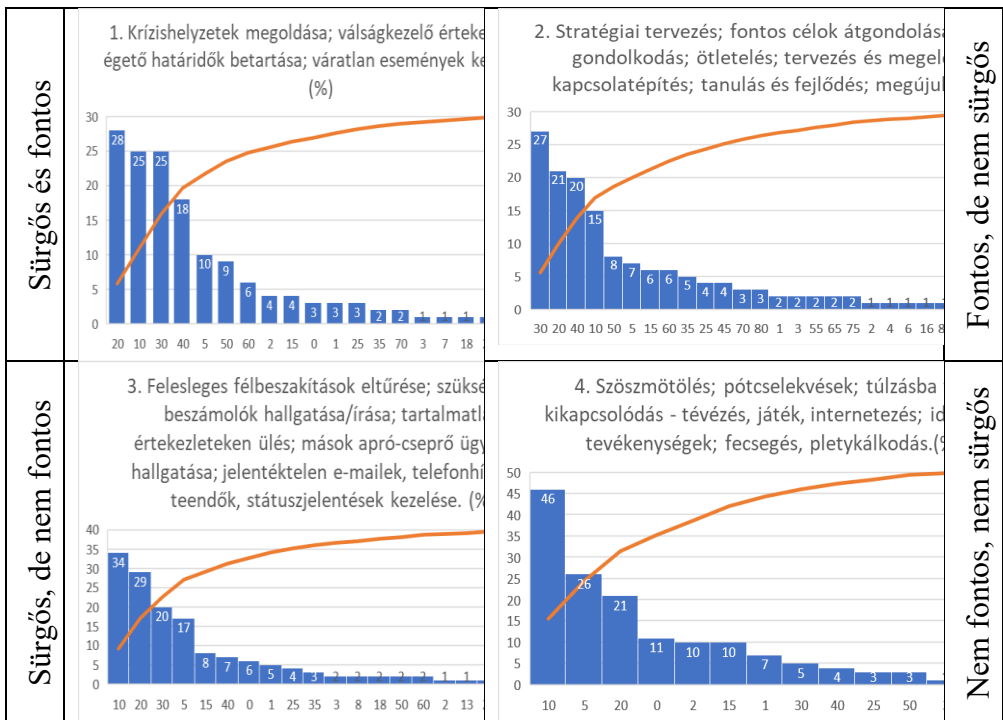 Sürgős és fontos
1. Krízishelyzetek megoldása; válságkezelő érteke
égető határidők betartása; váratlan események ke
(%)
30
25
20
15
10
5
0
28 25 25 18 10 9 6 4 4 3 3 3 2 2 1 1 1
20 10 30 40 5 50 60 2 15 0 1 25 35 70 3 7 18
2. Stratégiai tervezés; fontos célok átgondolása
gondolkodás; ötletelés; tervezés és megel
kapcsolatépítés; tanulás és fejlődés; megújul
30
25
20
15
10
5
0
27 21 20 15 8 7 6 6 5 4 4 3 3 2 2 2 2 2 1 1 1 1
30 20 40 10 50 5 15 60 35 25 45 70 80 1 3 55 65 75 2 4 6 16 8
Fontos, de nem sürgős
Sürgős, de nem fontos
3. Felesleges félbeszakítások eltűrése; szüksé
beszámolók hallgatása/írása; tartalmatla
értekezleteken ülés; mások apró-cseprő ügy
hallgatása; jelentéktelen e-mailek, telefonhí
teendők, státuszjelentések kezelése. (%
40
35
30
25
20
15
10
5
0
34 29 20 17 8 7 6 5 4 3 2 2 2 2 2 1 1
10 20 30 5 15 40 0 1 25 35 3 8 18 50 60 2 13
4. Szöszmötölés; pótcselekvések; túlzásba
kikapcsolódás - tévézés, játék, internetezés; id
tevékenységek; fecsegés, pletykálkodás.(%
50
45
40
35
30
25
20
15
10
5
0
46 26 21 11 10 10 7 5 4 3 3 1
10 5 20 0 2 15 1 30 40 25 50
Nem fontos, nem sürgős